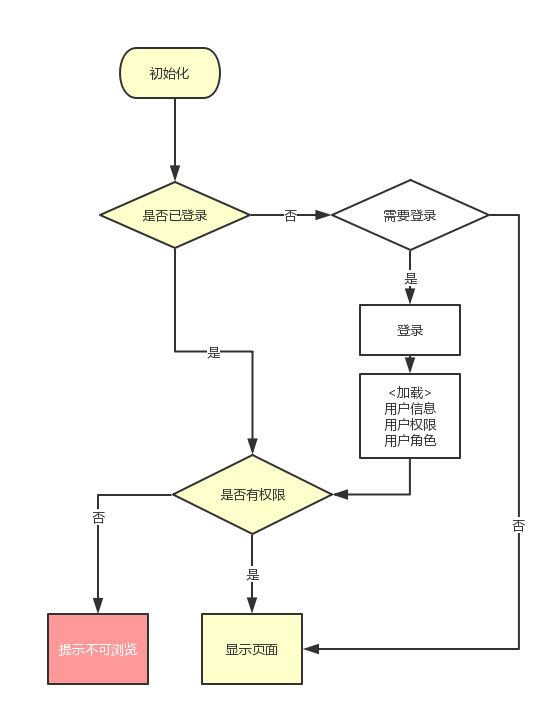 初始化
是否已登录
否
需要登录
是
登录
<加载>
用户信息
用户权限
用户角色
是
是否有权限
否
否
是
提示不可浏览
显示页面